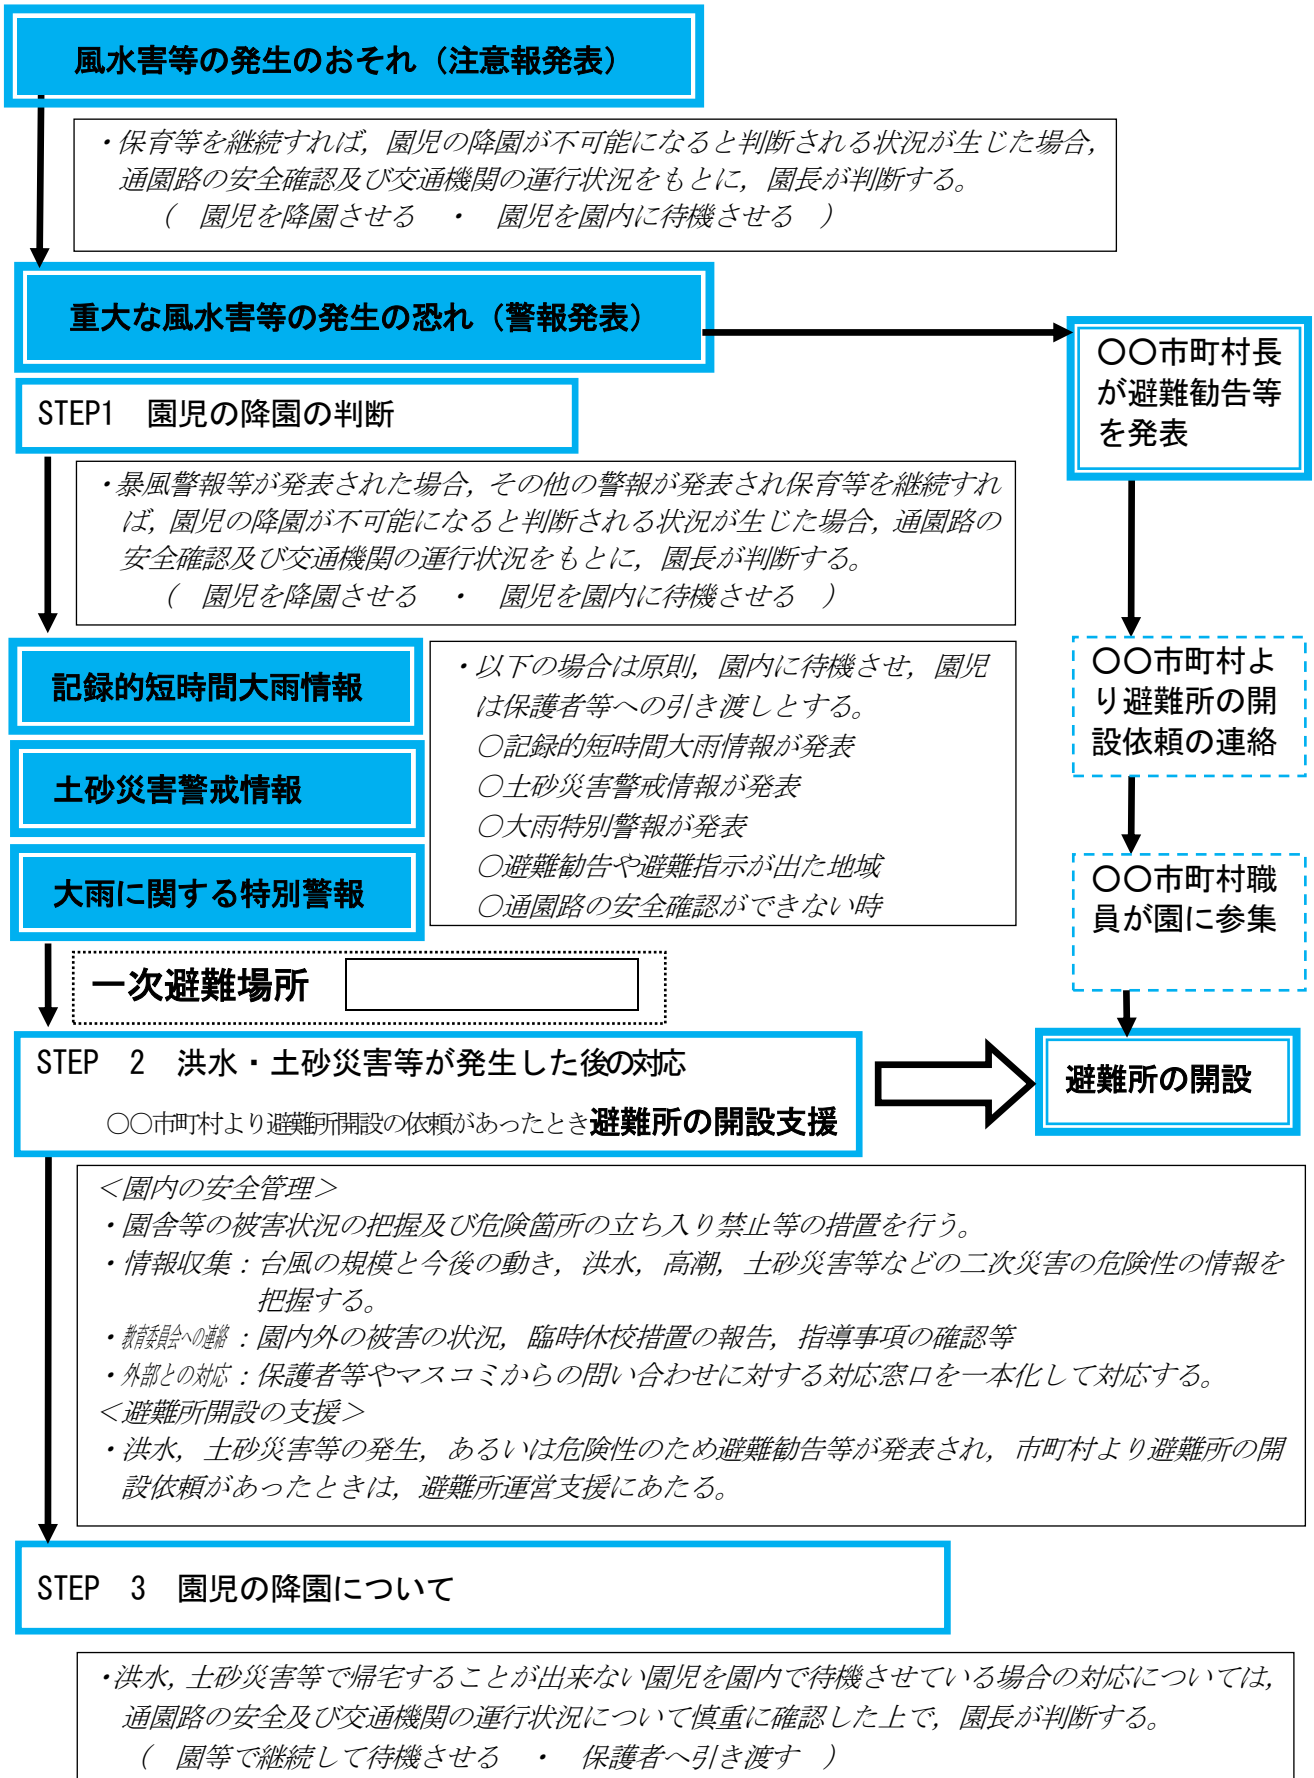 風水害等の発生のおそれ（注意報発表）
・保育等を継続すれば，園児の降園が不可能になると判断される状況が生じた場合，
通園路の安全確認及び交通機関の運行状況をもとに，園長が判断する。
（　園児を降園させる　・　園児を園内に待機させる　）
重大な風水害等の発生の恐れ（警報発表）
〇〇市町村長
が避難勧告等
を発表
STEP1　園児の降園の判断
・暴風警報等が発表された場合，その他の警報が発表され保育等を継続すれ
ば，園児の降園が不可能になると判断される状況が生じた場合，通園路の
安全確認及び交通機関の運行状況をもとに，園長が判断する。
（　園児を降園させる　・　園児を園内に待機させる　）
記録的短時間大雨情報
土砂災害警戒情報
大雨に関する特別警報
・以下の場合は原則，園内に待機させ，園児
は保護者等への引き渡しとする。
〇記録的短時間大雨情報が発表
〇土砂災害警戒情報が発表
〇大雨特別警報が発表
〇避難勧告や避難指示が出た地域
〇通園路の安全確認ができない時
〇〇市町村よ
り避難所の開
設依頼の連絡
〇〇市町村職
員が園に参集
一次避難場所
STEP　2　洪水・土砂災害等が発生した後の対応
〇〇市町村より避難所開設の依頼があったとき避難所の開設支援
避難所の開設
＜園内の安全管理＞
・園舎等の被害状況の把握及び危険箇所の立ち入り禁止等の措置を行う。
・情報収集：台風の規模と今後の動き，洪水，高潮，土砂災害等などの二次災害の危険性の情報を
把握する。
・教育委員会への連絡：園内外の被害の状況，臨時休校措置の報告，指導事項の確認等
・外部との対応：保護者等やマスコミからの問い合わせに対する対応窓口を一本化して対応する。
＜避難所開設の支援＞
・洪水，土砂災害等の発生，あるいは危険性のため避難勧告等が発表され，市町村より避難所の開
設依頼があったときは，避難所運営支援にあたる。
STEP　3　園児の降園について
・洪水，土砂災害等で帰宅することが出来ない園児を園内で待機させている場合の対応については，
通園路の安全及び交通機関の運行状況について慎重に確認した上で，園長が判断する。
（　園等で継続して待機させる　・　保護者へ引き渡す　）